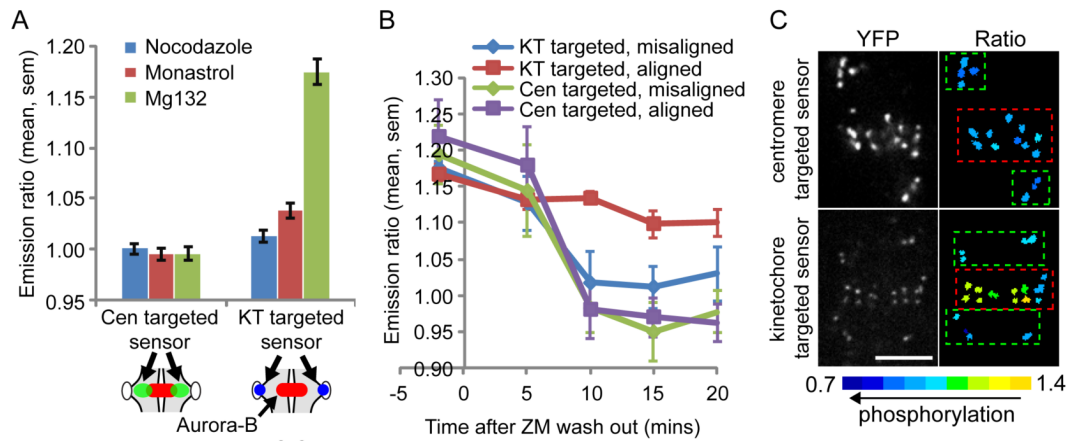 A
Emission ratio (mean, sem)
1.20
1.15
1.10
1.05
1.00
0.95
Nocodazole
Monastrol
Mg132
Cen targeted
sensor
KT targeted
sensor
Aurora-B
B
KT targeted, misaligned
KT targeted, aligned
Cen targeted, misaligned
Cen targeted, aligned
Emission ratio (mean, sem)
1.30
1.25
1.20
1.15
1.10
1.05
1.00
0.95
0.90
-5
0
5
10
15
20
Time after ZM wash out (mins)
C
YFP
Ratio
centromere
targeted sensor
kinetochore
targeted sensor
0.7
1.4
phosphorylation